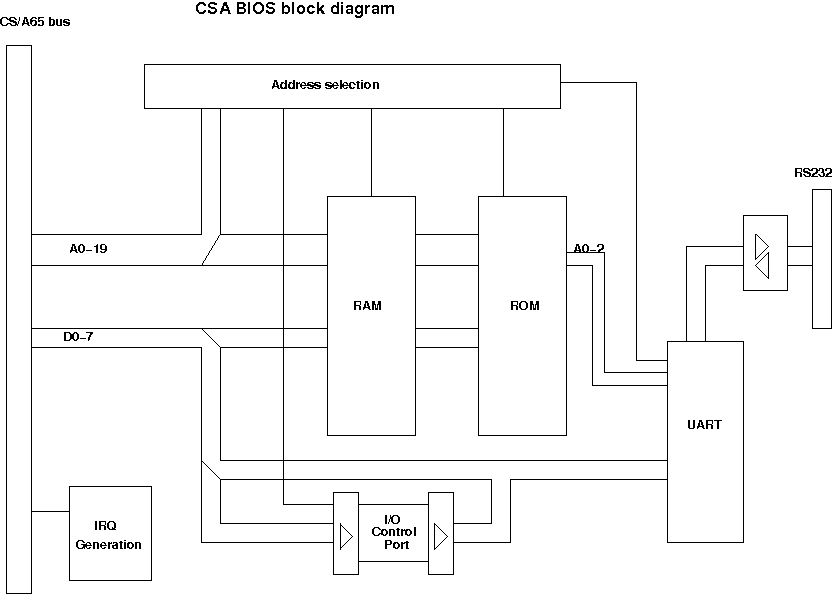 CSA BIOS block diagram
CS/A65 bus
Address selection
RS232
A0-19
A0-2
RAM
ROM
D0-7
UART
IRQ
Generation
I/O
Control
Port